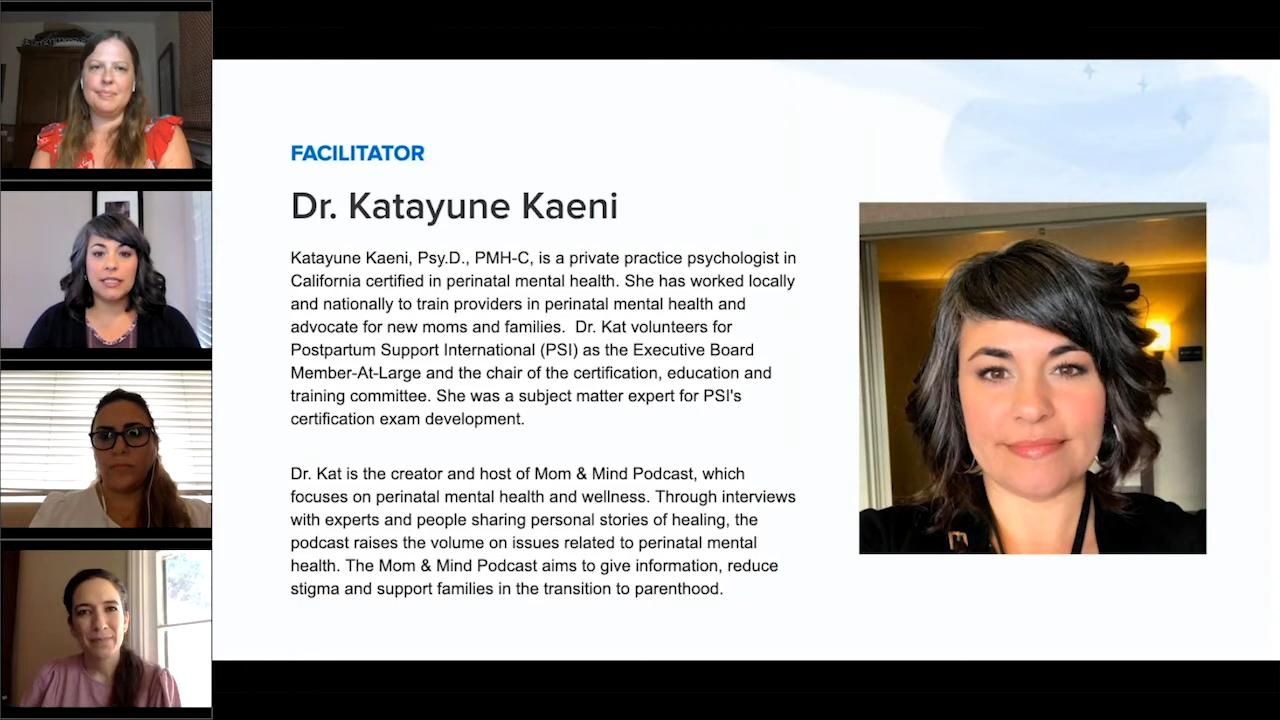 FACILITATOR
Dr. Katayune Kaeni
Katayune Kaeni, Psy.D., PMH-C, is a private practice psychologist in
California certified in perinatal mental health. She has worked locally
and nationally to train providers in perinatal mental health and
advocate for new moms and families.  Dr. Kat volunteers for
Postpartum Support International (PSI) as the Executive Board
Member-At-Large and the chair of the certification, education and
training committee. She was a subject matter expert for PSI's
certification exam development.
Dr. Kat is the creator and host of Mom & Mind Podcast, which
focuses on perinatal mental health and wellness. Through interviews
with experts and people sharing personal stories of healing, the
podcast raises the volume on issues related to perinatal mental
health. The Mom & Mind Podcast aims to give information, reduce
stigma and support families in the transition to parenthood.